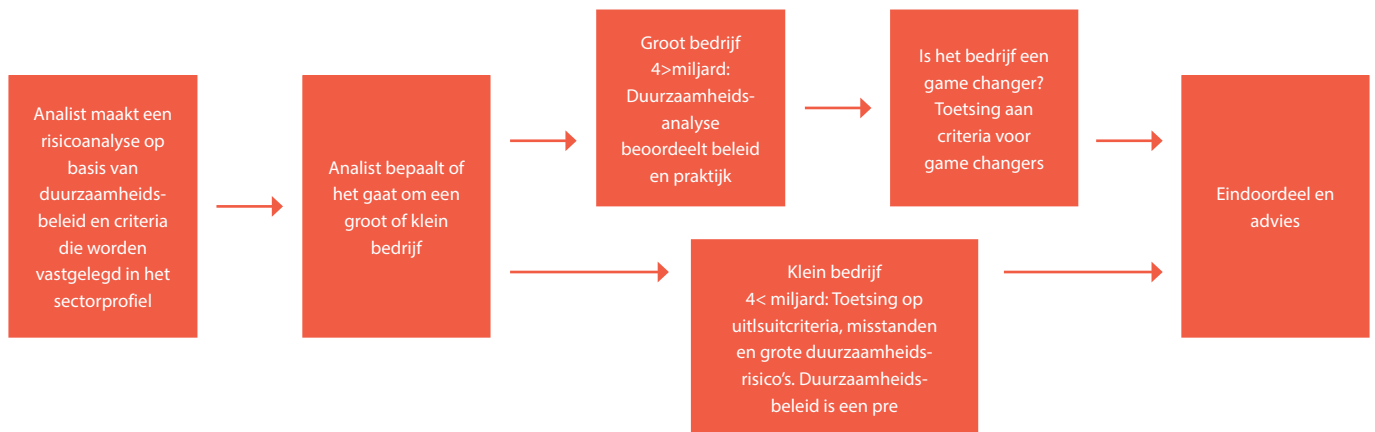 Analist maakt een
risicoanalyse op
basis van
duurzaamheids-
beleid en criteria
die worden
vastgelegd in het
sectorprofiel
Analist bepaalt of
het gaat om een
groot of klein
bedrijf
Groot bedrijf
4>miljard:
Duurzaamheids-
analyse
beoordeelt beleid
en praktijk
Is het bedrijf een
game changer?
Toetsing aan
criteria voor
game changers
Klein bedrijf
4< miljard: Toetsing op
uitlsuitcriteria, misstanden
en grote duurzaamheids-
risico’s. Duurzaamheids-
beleid is een pre
Eindoordeel en
advies